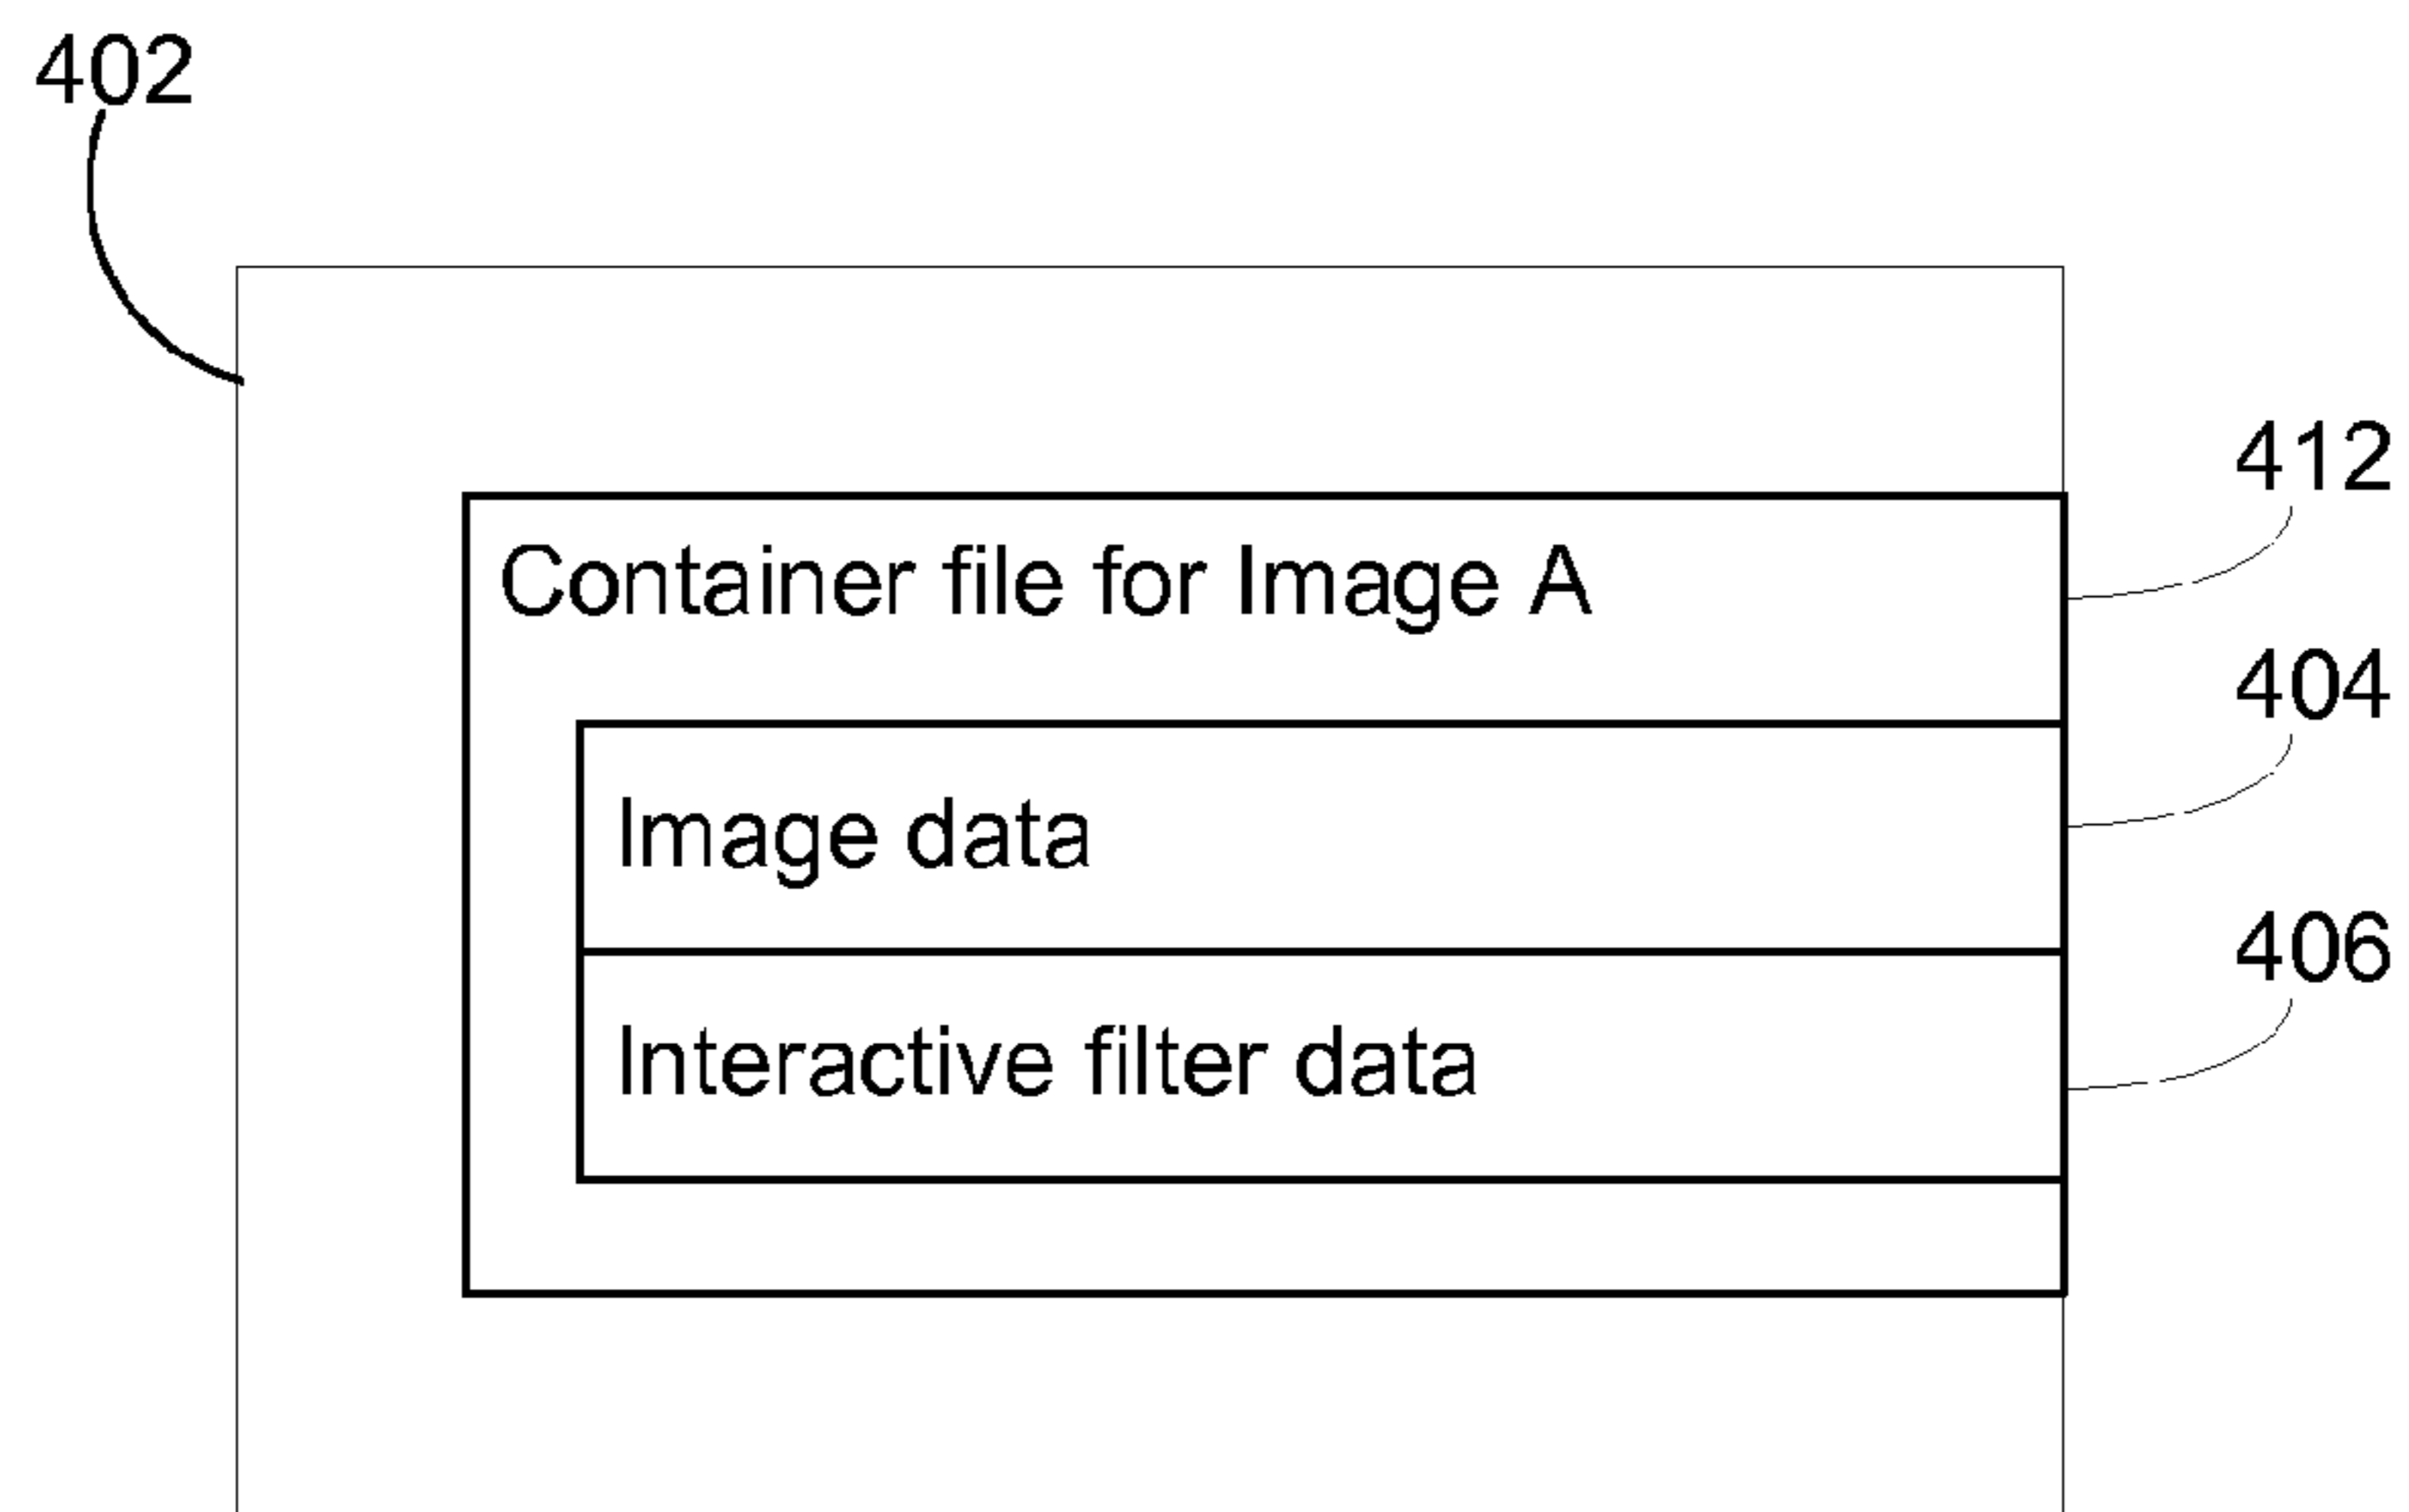 402
412
Container file for Image A
404
Image data
406
Interactive filter data